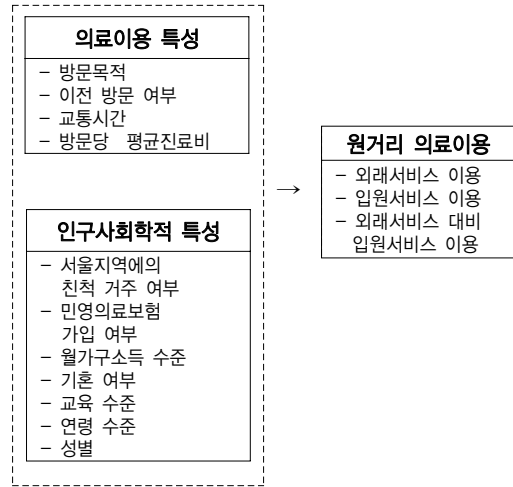 의료이용 특성
- 방문목적
- 이전 방문 여부
- 교통시간
- 방문당 평균진료비
인구사회학적 특성
- 서울지역에의
친척 거주 여부
- 민영의료보험
가입 여부
- 월가구소득 수준
- 기혼 여부
- 교육 수준
- 연령 수준
- 성별
→
원거리 의료이용
- 외래서비스 이용
- 입원서비스 이용
- 외래서비스 대비
입원서비스 이용